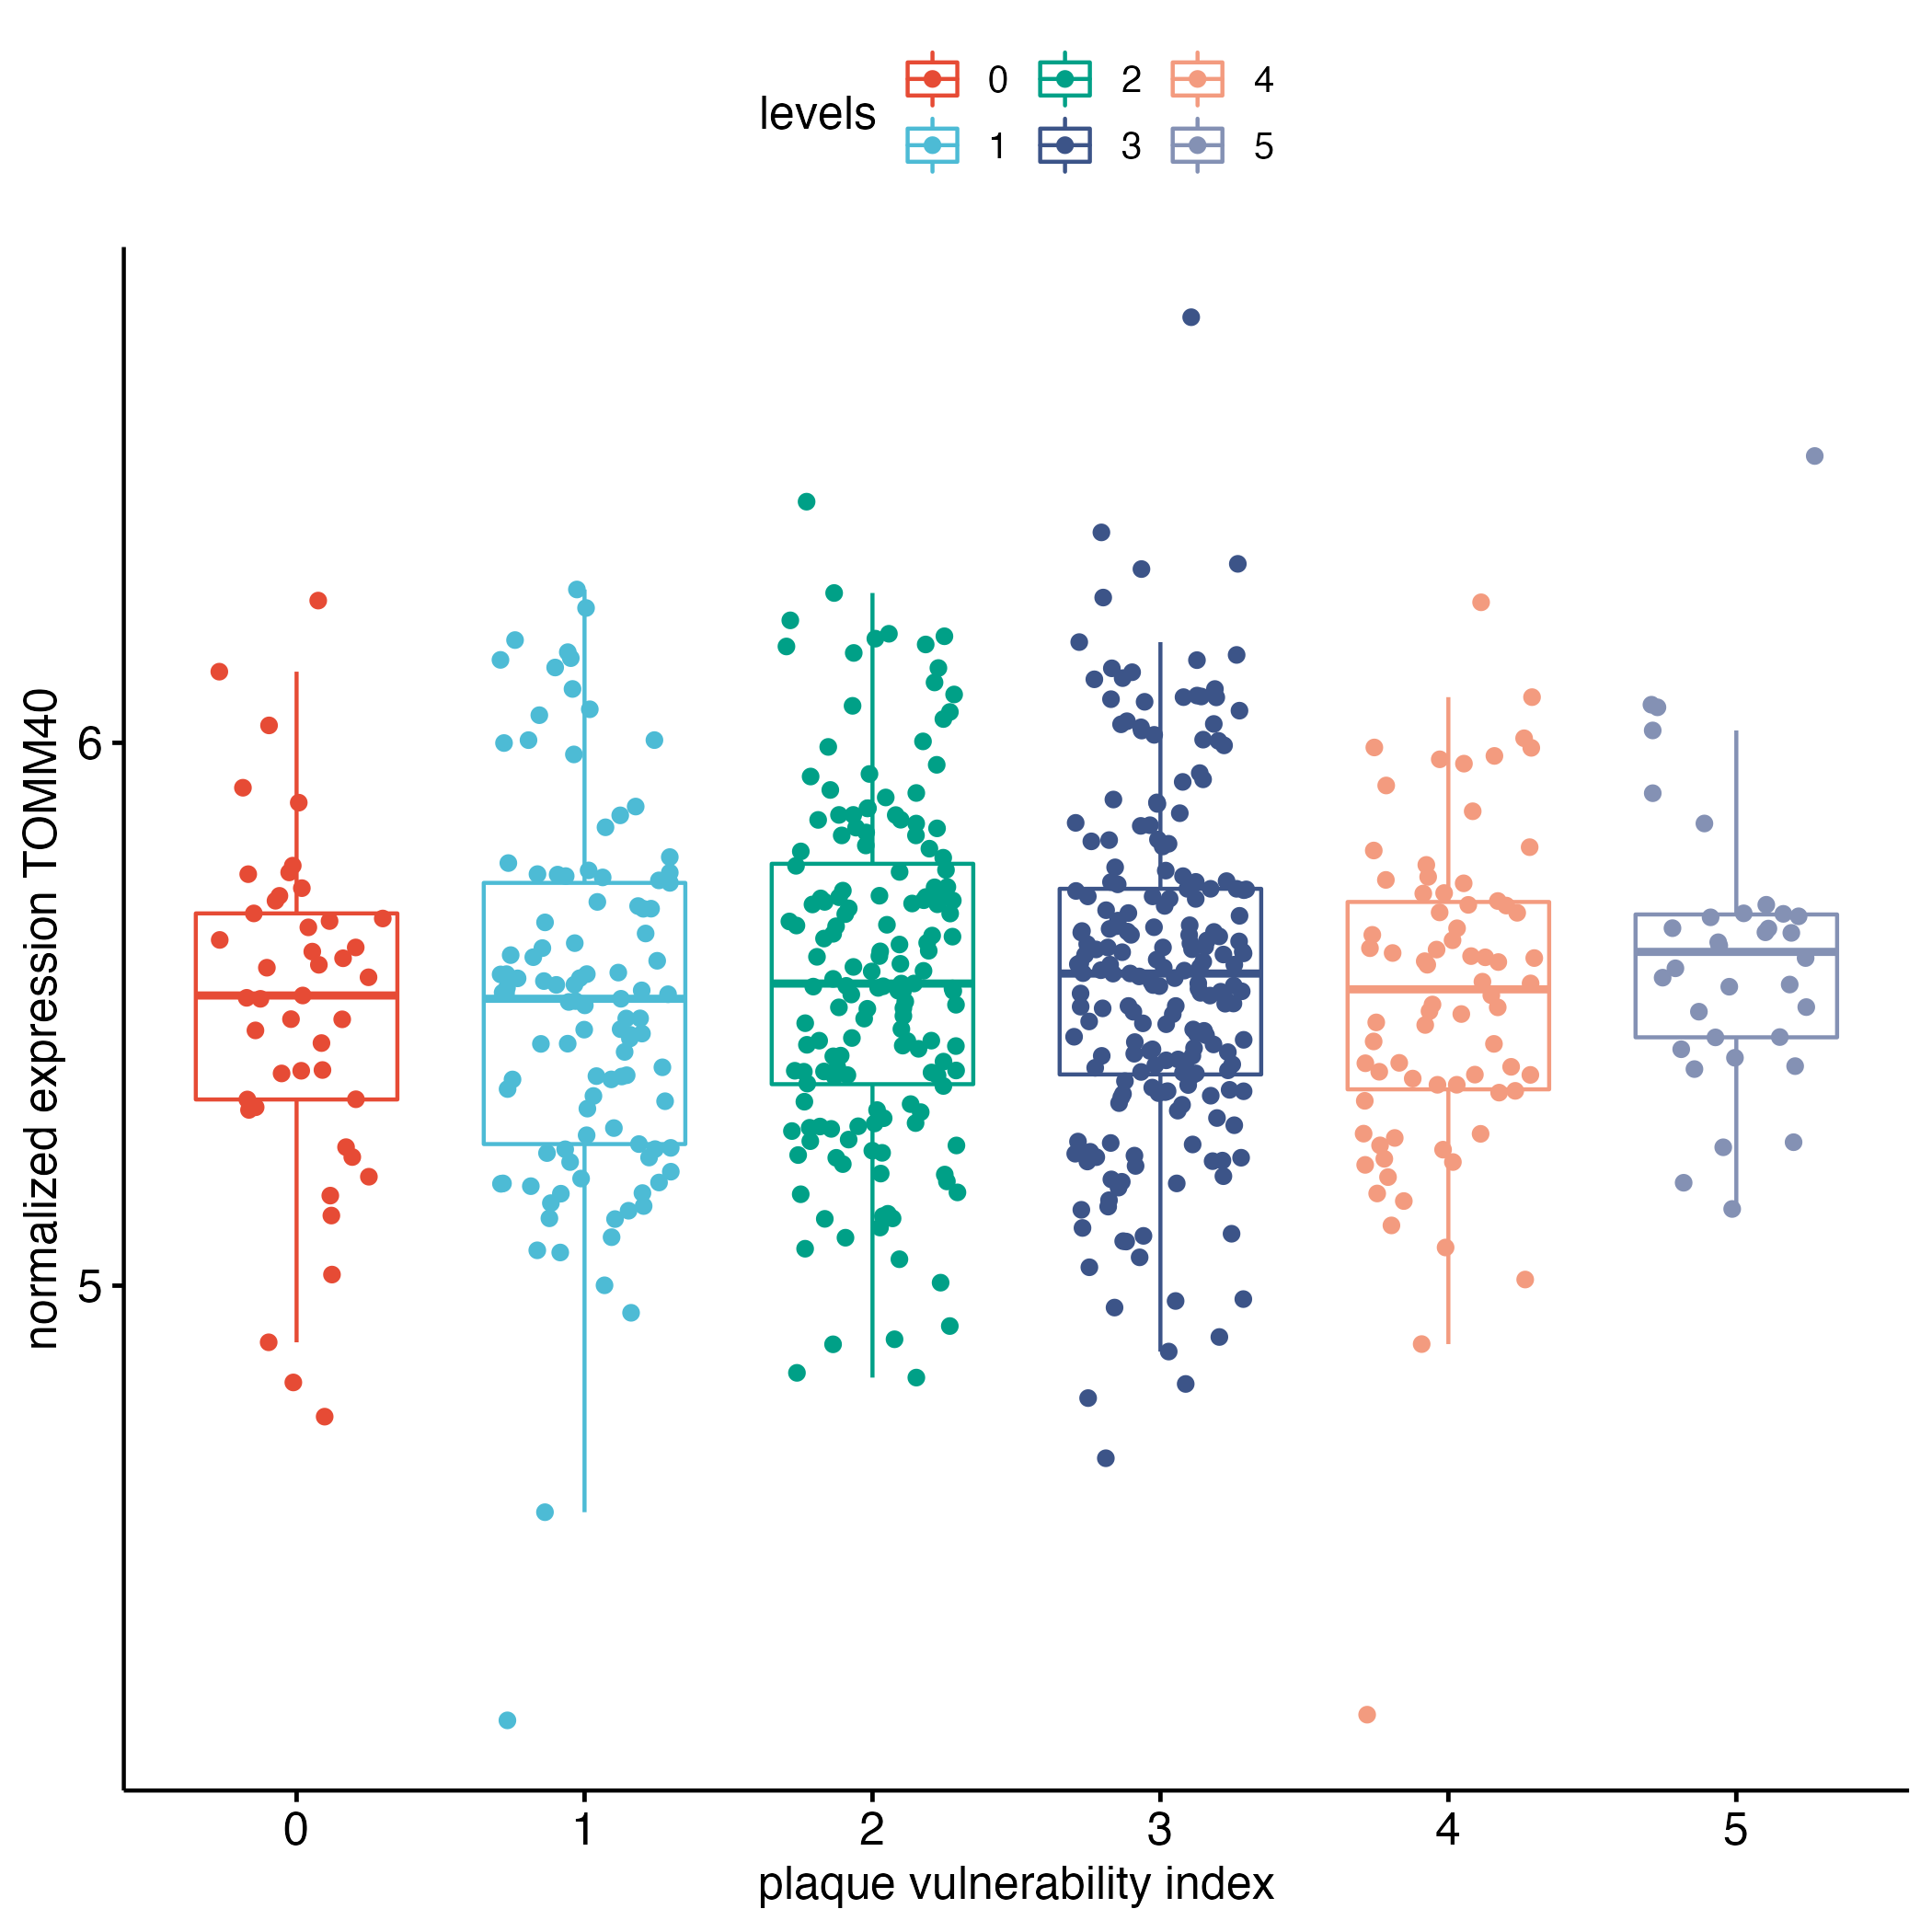 levels
0 2 4
1 3 5
normalized expression TOMM40
6
5
0 1 2 3 4 5
plaque vulnerability index